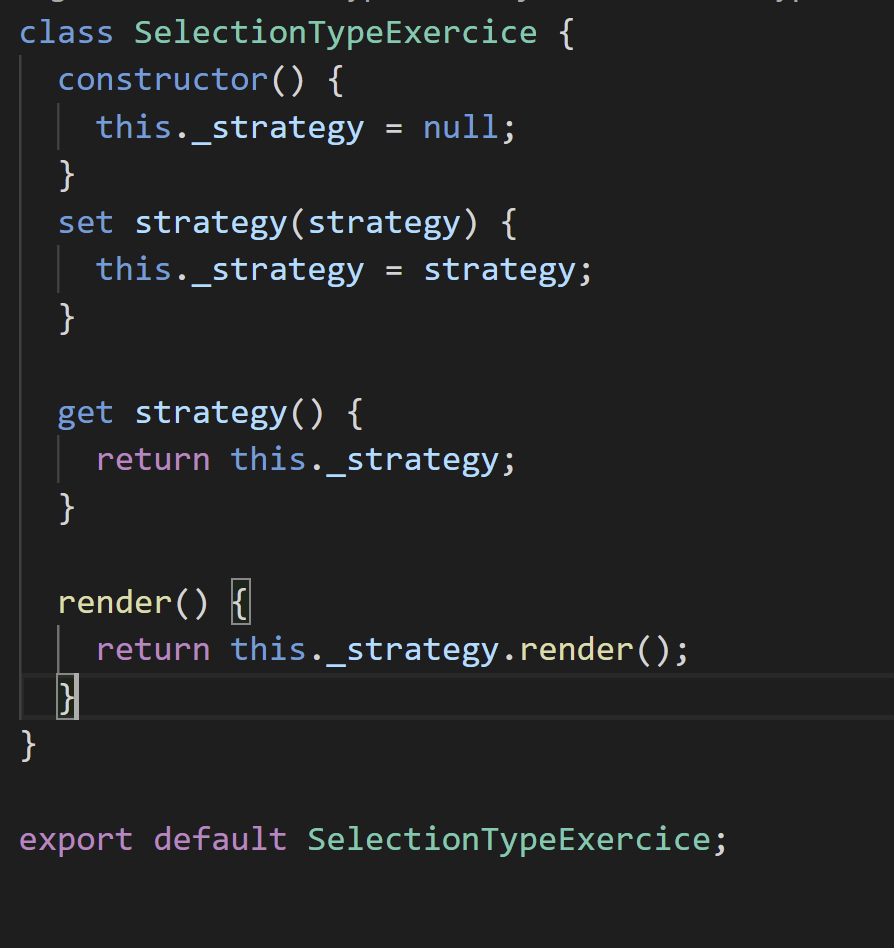 class SelectionTypeExercice {
  constructor() {
    this._strategy = null;
  }
  set strategy(strategy) {
    this._strategy = strategy;
  }

  get strategy() {
    return this._strategy;
  }

  render() {
    return this._strategy.render();
  }
}

export default SelectionTypeExercice;